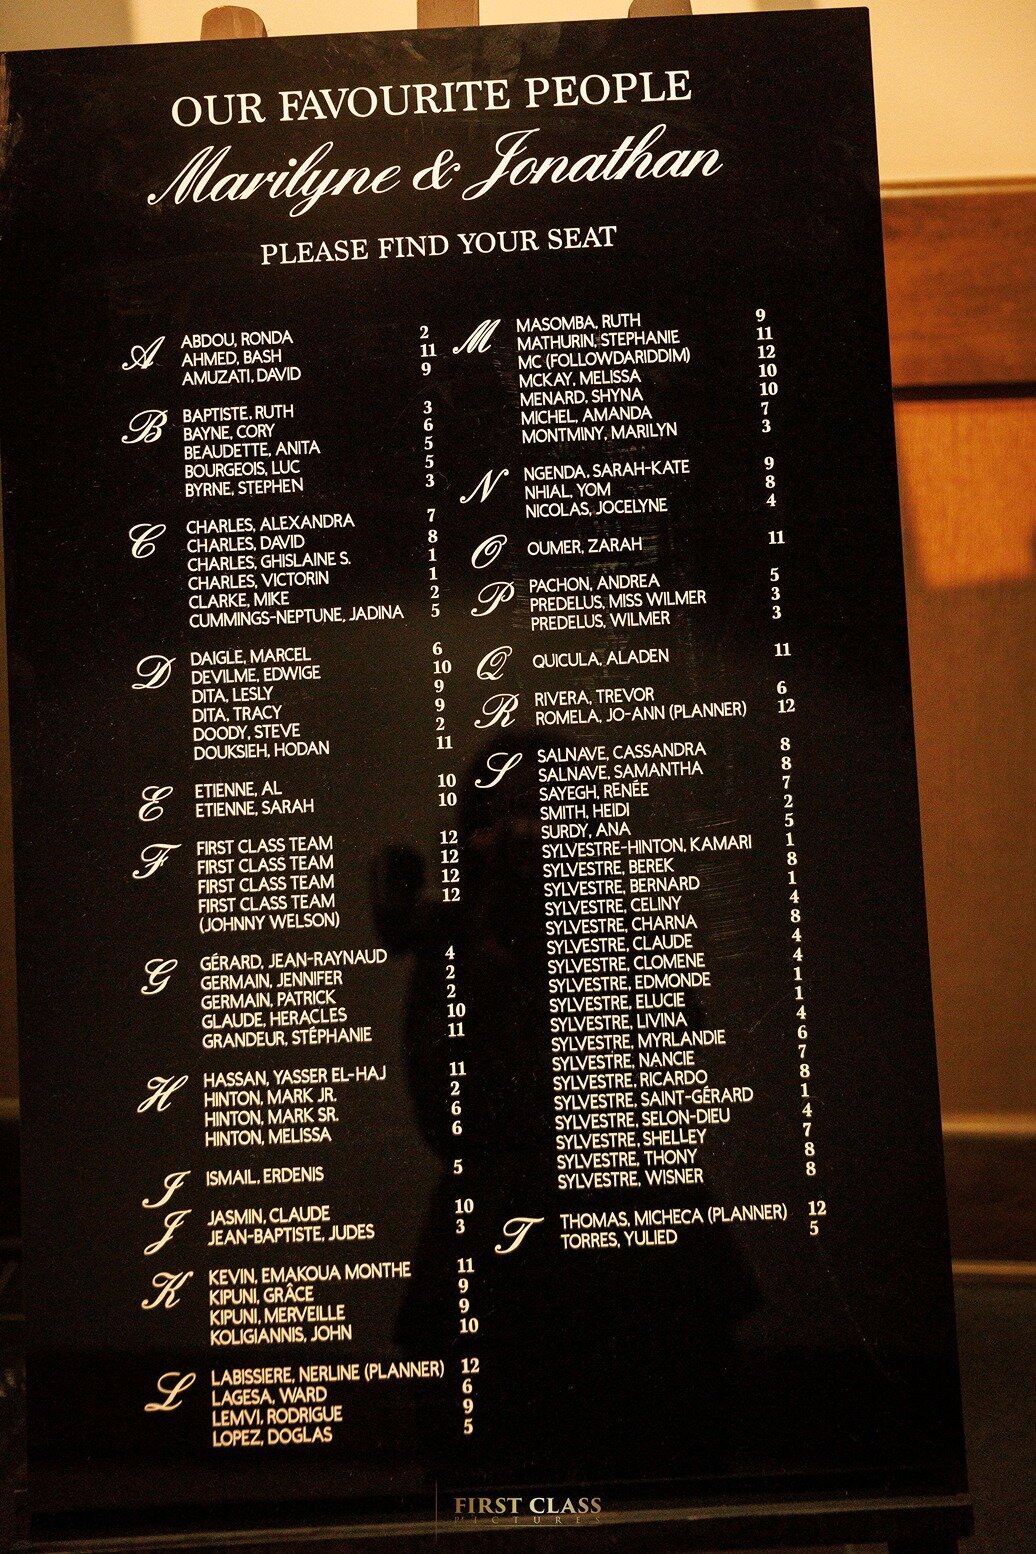 OUR FAVOURITE PEOPLE
Marilyne & Jonathan
PLEASE FIND YOUR SEAT
A
ABDOU, RONDA 2
AHMED, BASH 11
AMUZATI, DAVID 9
B
BAPTISTE, RUTH 3
BAYNE, CORY 6
BEAUDETTE, ANITA 5
BOURGEOIS, LUC 5
BYRNE, STEPHEN 3
C
CHARLES, ALEXANDRA 7
CHARLES, DAVID 8
CHARLES, GHISLAINE S. 1
CHARLES, VICTORIN 1
CLARKE, MIKE 2
CUMMINGS-NEPTUNE, JADINA 5
D
DAIGLE, MARCEL 6
DEVILME, EDWIGE 10
DITA, LESLY 9
DITA, TRACY 9
DOODY, STEVE 2
DOUKSIEH, HODAN 11
E
ETIENNE, AL 10
ETIENNE, SARAH 10
F
FIRST CLASS TEAM 12
FIRST CLASS TEAM 12
FIRST CLASS TEAM 12
FIRST CLASS TEAM 12
(JOHNNY WELSON)
G
GÉRARD, JEAN-RAYNAUD 4
GERMAIN, JENNIFER 2
GERMAIN, PATRICK 2
GLAUDE, HERACLES 10
GRANDEUR, STÉPHANIE 11
H
HASSAN, YASSER EL-HAJ 11
HINTON, MARK JR. 2
HINTON, MARK SR. 6
HINTON, MELISSA 6
I
ISMAIL, ERDENIS 5
J
JASMIN, CLAUDE 10
JEAN-BAPTISTE, JUDES 3
K
KEVIN, EMAKOUA MONTHE 11
KIPUNI, GRÂCE 9
KIPUNI, MERVEILLE 9
KOLIGIANNIS, JOHN 10
L
LABISSIERE, NERLINE (PLANNER) 12
LAGESA, WARD 6
LEMVI, RODRIGUE 9
LOPEZ, DOGLAS 5
M
MASOMBA, RUTH 9
MATHURIN, STEPHANIE 11
MC (FOLLOWDARIDDIM) 12
MCKAY, MELISSA 10
MENARD, SHYNA 10
MICHEL, AMANDA 7
MONTMINY, MARILYN 3
N
NGENDA, SARAH-KATE 9
NHIAL, YOM 8
NICOLAS, JOCELYNE 4
O
OUMER, ZARAH 11
P
PACHON, ANDREA 5
PREDELUS, MISS WILMER 3
PREDELUS, WILMER 3
Q
QUICULA, ALADEN 11
R
RIVERA, TREVOR 6
ROMELA, JO-ANN (PLANNER) 12
S
SALNAVE, CASSANDRA 8
SALNAVE, SAMANTHA 8
SAYEGH, RENÉE 7
SMITH, HEIDI 2
SURDY, ANA 5
SYLVESTRE-HINTON, KAMARI 1
SYLVESTRE, BEREK 8
SYLVESTRE, BERNARD 1
SYLVESTRE, CELINY 4
SYLVESTRE, CHARNA 8
SYLVESTRE, CLAUDE 4
SYLVESTRE, CLOMENE 4
SYLVESTRE, EDMONDE 1
SYLVESTRE, ELUCIE 1
SYLVESTRE, LIVINA 4
SYLVESTRE, MYRLANDIE 6
SYLVESTRE, NANCIE 7
SYLVESTRE, RICARDO 8
SYLVESTRE, SAINT-GÉRARD 1
SYLVESTRE, SELON-DIEU 4
SYLVESTRE, SHELLEY 7
SYLVESTRE, THONY 8
SYLVESTRE, WISNER 8
T
THOMAS, MICHECA (PLANNER) 12
TORRES, YULIED 5
FIRST CLASS
PICTURES